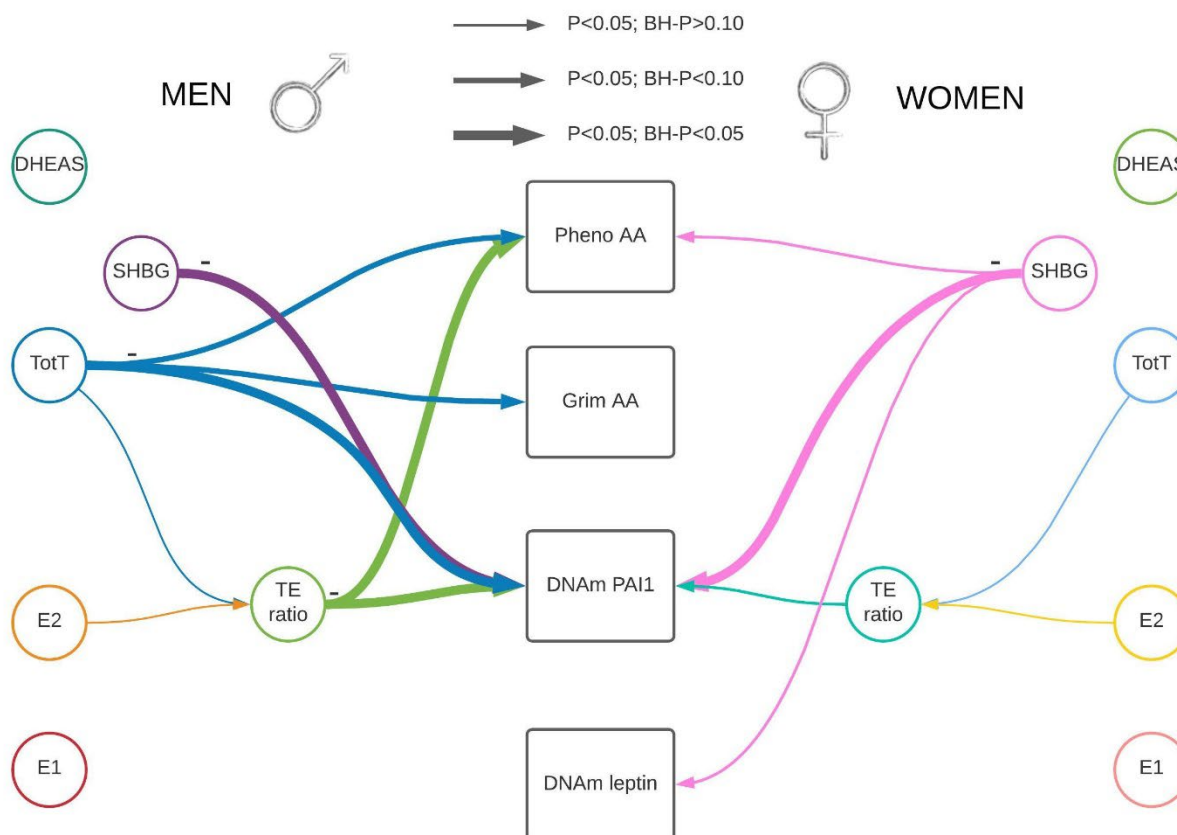 P<0.05; BH-P>0.10
MEN
P<0.05; BH-P<0.10
WOMEN
P<0.05; BH-P<0.05
DHEAS
DHEAS
Pheno AA
-
SHBG
-
SHBG
TotT
-
TotT
Grim AA
DNAm PAI1
E2
TE
ratio
-
TE
ratio
E2
E1
DNAm leptin
E1